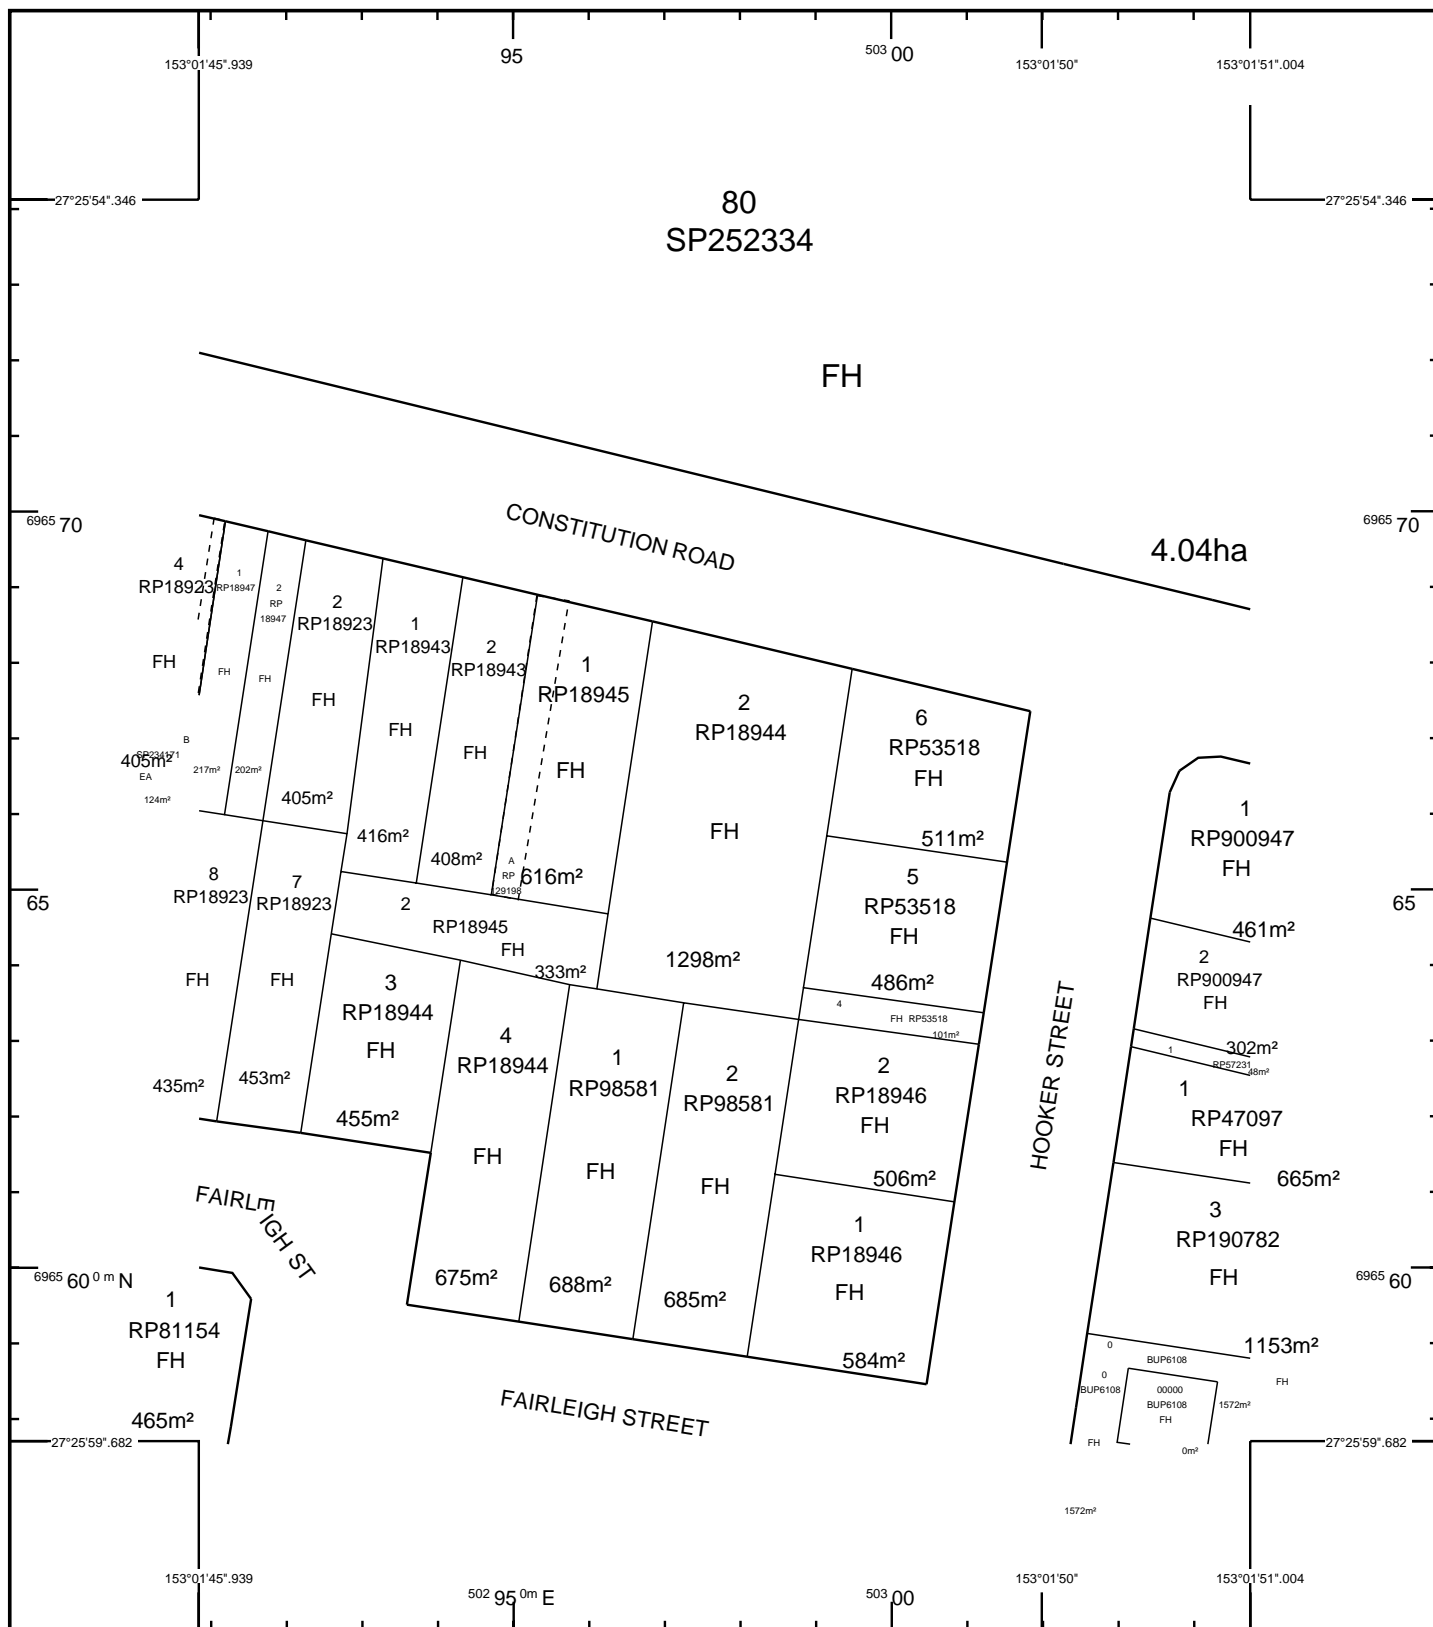 95
503 00
153°01'45".939
153°01'50"
153°01'51".004
27°25'54".346
27°25'54".346
80
SP252334
FH
4.04ha
6965 70
6965 70
CONSTITUTION ROAD
4
RP18923
FH
405m²
B
SP234171
EA
124m²
1
RP18947
FH
217m²
2
RP
18947
FH
202m²
2
RP18923
FH
405m²
1
RP18943
FH
416m²
2
RP18943
FH
408m²
1
RP18945
FH
616m²
A
RP
129198
2
RP18944
FH
1298m²
6
RP53518
FH
511m²
5
RP53518
FH
486m²
4
FH RP53518
101m²
1
RP900947
FH
461m²
2
RP900947
FH
302m²
1
RP57231
48m²
65
65
8
RP18923
FH
435m²
7
RP18923
FH
453m²
2
RP18945
FH
333m²
3
RP18944
FH
455m²
4
RP18944
FH
675m²
1
RP98581
FH
688m²
2
RP98581
FH
685m²
2
RP18946
FH
506m²
1
RP18946
FH
584m²
HOOKER STREET
1
RP47097
FH
665m²
3
RP190782
FH
1153m²
FAIRLEIGH ST
6965 60 0 m N
6965 60
1
RP81154
FH
465m²
FAIRLEIGH STREET
0
BUP6108
FH
0
BUP6108
00000
BUP6108
FH
1572m²
FH
0m²
1572m²
27°25'59".682
27°25'59".682
153°01'45".939
502 95 0m E
503 00
153°01'50"
153°01'51".004